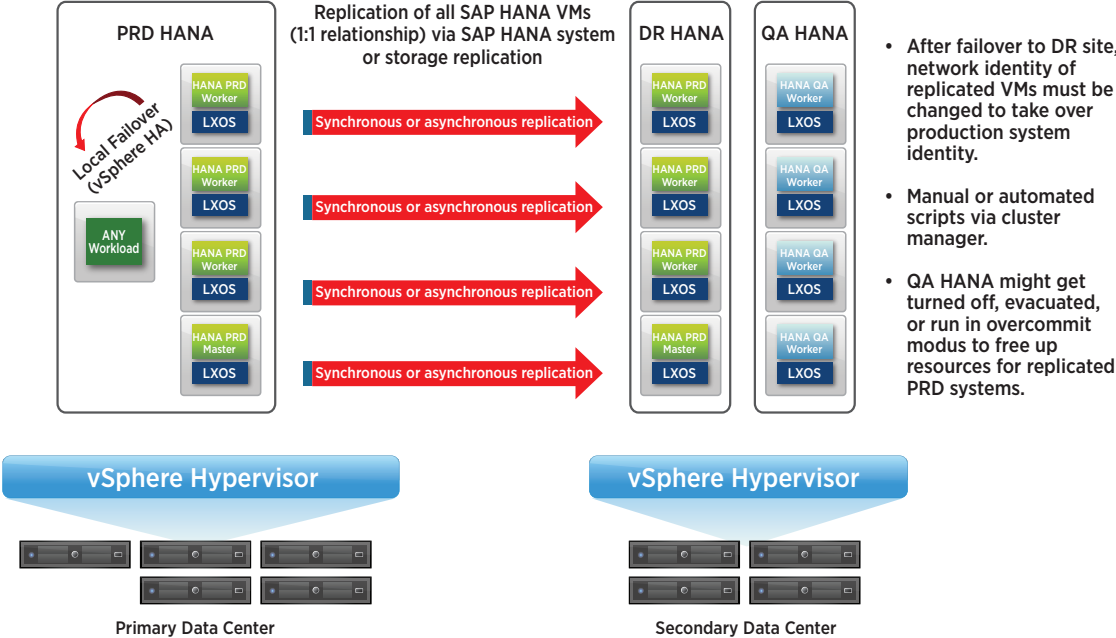 PRD HANA
Local Failover
(vSphere HA)
ANY
Workload
HANA PRD
Worker
LXOS
HANA PRD
Worker
LXOS
HANA PRD
Worker
LXOS
HANA PRD
Master
LXOS
Replication of all SAP HANA VMs
(1:1 relationship) via SAP HANA system
or storage replication
Synchronous or asynchronous replication
Synchronous or asynchronous replication
Synchronous or asynchronous replication
Synchronous or asynchronous replication
DR HANA
HANA PRD
Worker
LXOS
HANA PRD
Worker
LXOS
HANA PRD
Worker
LXOS
HANA PRD
Master
LXOS
QA HANA
HANA QA
Worker
LXOS
HANA QA
Worker
LXOS
HANA QA
Worker
LXOS
HANA QA
Worker
LXOS
• After failover to DR site,
network identity of
replicated VMs must be
changed to take over
production system
identity.
• Manual or automated
scripts via cluster
manager.
• QA HANA might get
turned off, evacuated,
or run in overcommit
modus to free up
resources for replicated
PRD systems.
vSphere Hypervisor
vSphere Hypervisor
Primary Data Center
Secondary Data Center